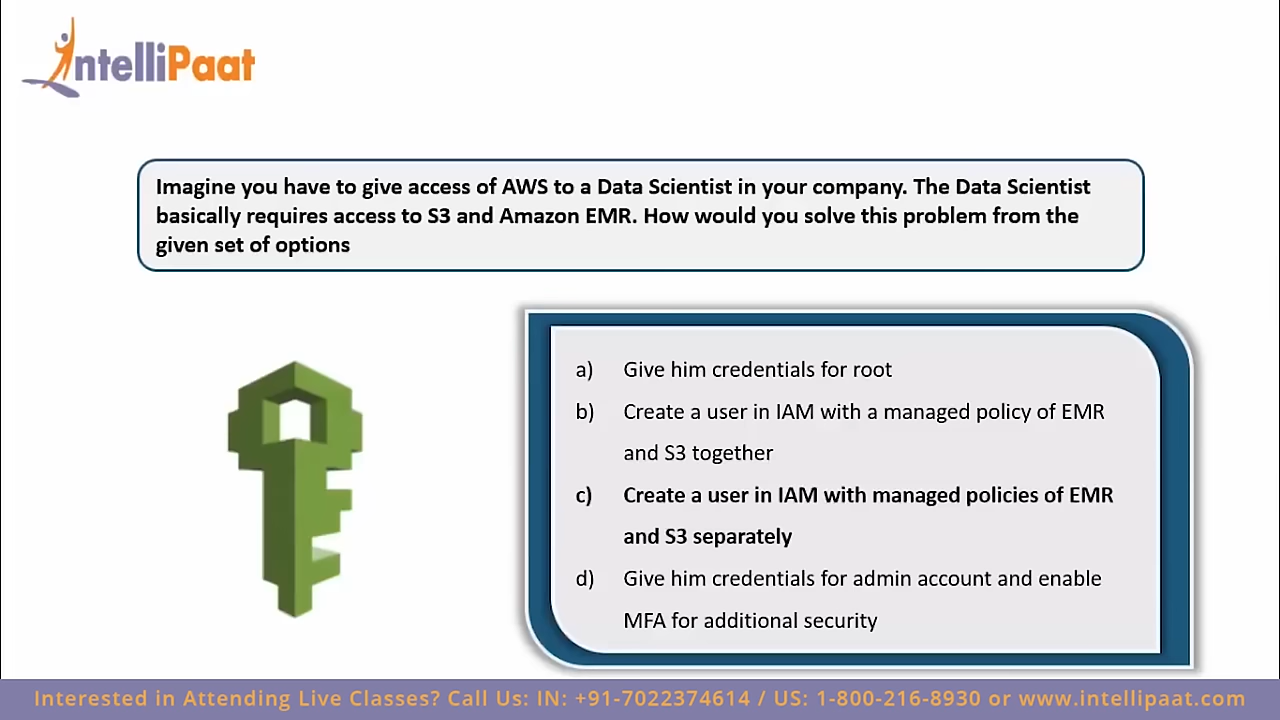 IntelliPaat
Imagine you have to give access of AWS to a Data Scientist in your company. The Data Scientist
basically requires access to S3 and Amazon EMR. How would you solve this problem from the
given set of options
a) Give him credentials for root
b) Create a user in IAM with a managed policy of EMR
and S3 together
c) Create a user in IAM with managed policies of EMR
and S3 separately
d) Give him credentials for admin account and enable
MFA for additional security
Interested in Attending Live Classes? Call Us: IN: +91-7022374614 / US: 1-800-216-8930 or www.intellipaat.com